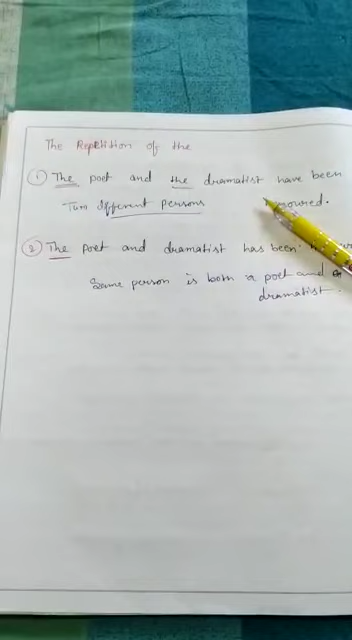 The Repetition of the
① The poet and the dramatist have been
Two different persons honoured.
② The poet and dramatist has been
Same person is both a poet and a
dramatist.